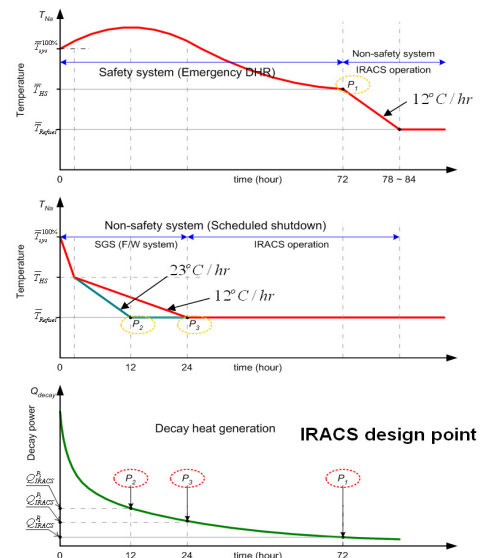 T_Na
T̅_sys^100%
Non-safety system
Safety system (Emergency DHR)
IRACS operation
T̅_HS
P_1
12°C / hr
T̅_Refuel
Temperature
0
time (hour)
72
78 ~ 84
T_Na
Non-safety system (Scheduled shutdown)
T̅_sys^100%
SGS (F/W system)
IRACS operation
T̅_HS
23°C / hr
12°C / hr
T̅_Refuel
P_2
P_3
Temperature
0
12
24
time (hour)
72
Q_decay
Decay heat generation
IRACS design point
Decay power
P_2
P_3
P_1
0
12
24
time (hour)
72